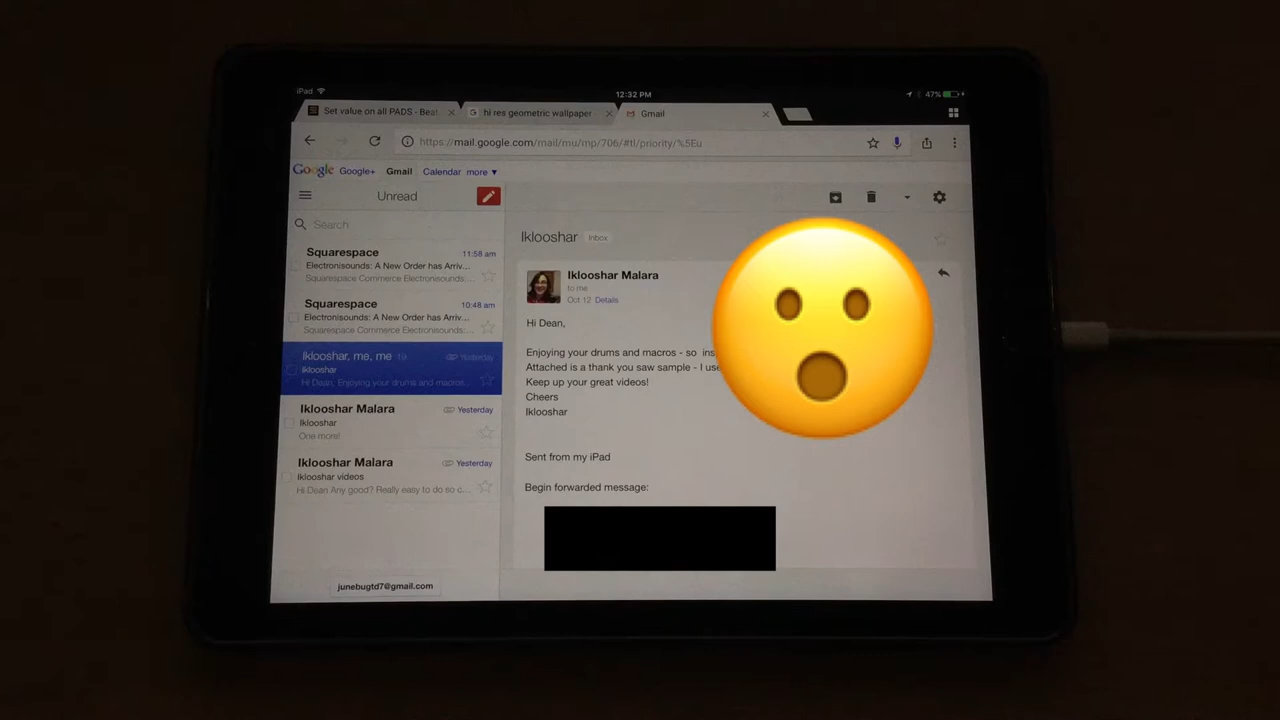 iPad
12:32 PM
47%
Set value on all PADS - Beat
hi res geometric wallpaper
Gmail
https://mail.google.com/mail/mu/mp/706/#tl/priority/%5Eu
Google Google+ Gmail Calendar more ▼
Unread
Search
Squarespace 11:58 am
Electronisounds: A New Order has Arriv...
Squarespace Commerce Electronisounds:...
Squarespace 10:48 am
Electronisounds: A New Order has Arriv...
Squarespace Commerce Electronisounds:...
Iklooshar, me, me 19 Yesterday
Iklooshar
Hi Dean, Enjoying your drums and macros...
Iklooshar Malara Yesterday
Iklooshar
One more!
Iklooshar Malara Yesterday
Iklooshar videos
Hi Dean Any good? Really easy to do so c...
junebugtd7@gmail.com
Iklooshar Inbox
Iklooshar Malara
to me
Oct 12 Details
Hi Dean,
Enjoying your drums and macros - so
Attached is a thank you saw sample - I
Keep up your great videos!
Cheers
Iklooshar
Sent from my iPad
Begin forwarded message: